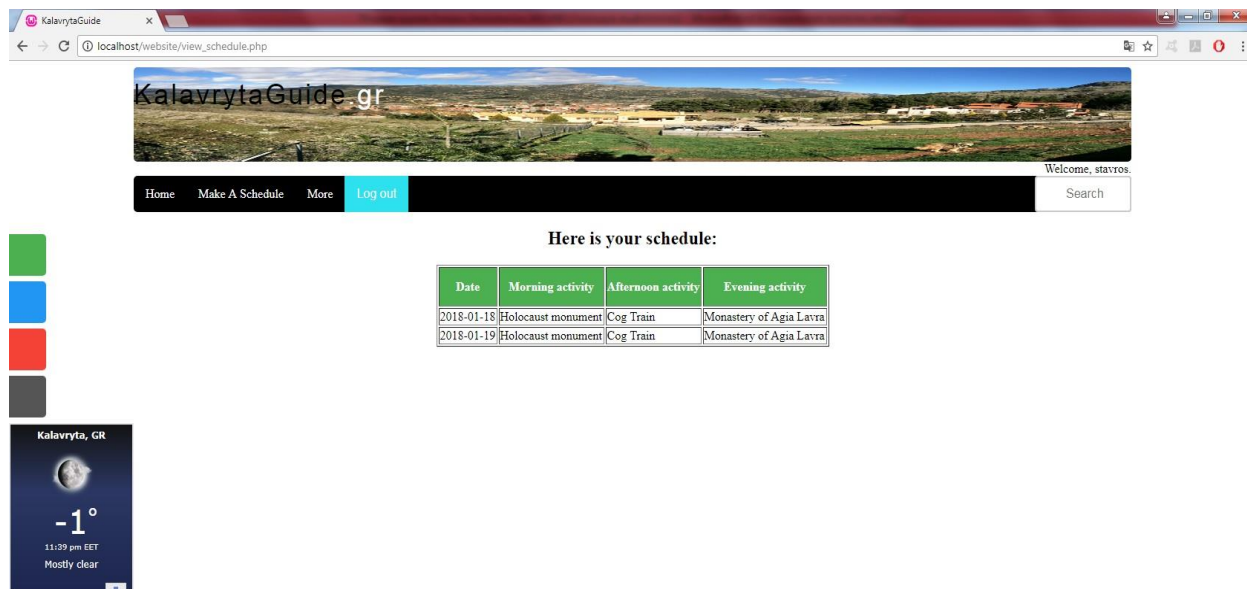 KalavrytaGuide
localhost/website/view_schedule.php
KalavrytaGuide.gr
Welcome, stavros.
Home Make A Schedule More Log out Search
Here is your schedule:
Date Morning activity Afternoon activity Evening activity
2018-01-18 Holocaust monument Cog Train Monastery of Agia Lavra
2018-01-19 Holocaust monument Cog Train Monastery of Agia Lavra
Kalavryta, GR
-1°
11:39 pm EET
Mostly clear